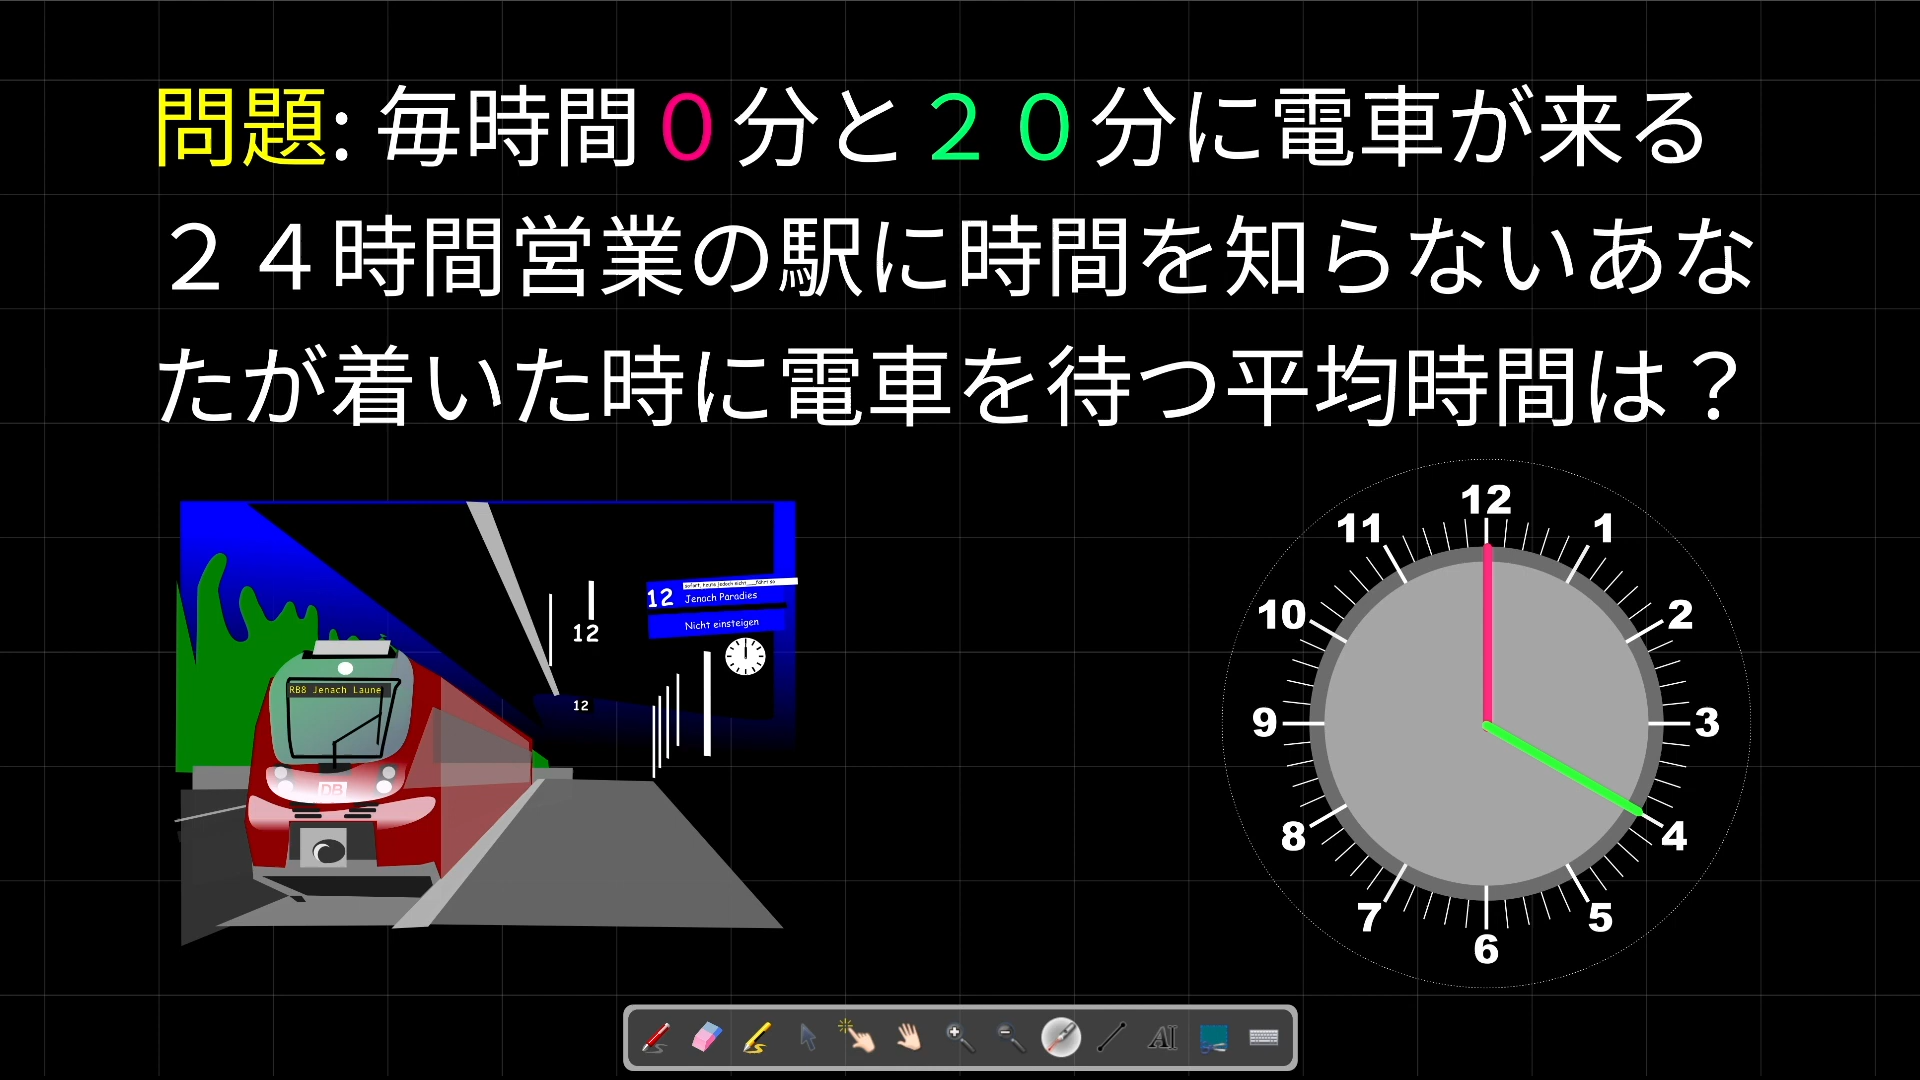 問題: 毎時間０分と２０分に電車が来る
２４時間営業の駅に時間を知らないあな
たが着いた時に電車を待つ平均時間は？
12
Jenach Paradies
Nicht einsteigen
12
12
RB8 Jenach Laune
DB
12
1
2
3
4
5
6
7
8
9
10
11
AI